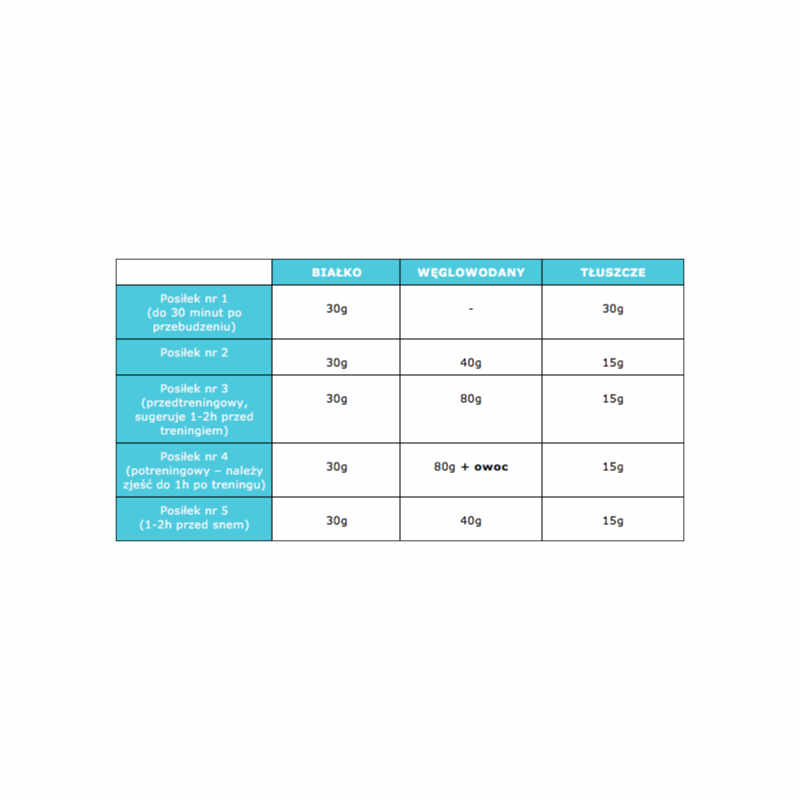 BIAŁKO WĘGLOWODANY TŁUSZCZE
Posiłek nr 1
(do 30 minut po
przebudzeniu)
30g - 30g
Posiłek nr 2
30g 40g 15g
Posiłek nr 3
(przedtreningowy,
sugeruje 1-2h przed
treningiem)
30g 80g 15g
Posiłek nr 4
(potreningowy – należy
zjeść do 1h po treningu)
30g 80g + owoc 15g
Posiłek nr 5
(1-2h przed snem)
30g 40g 15g